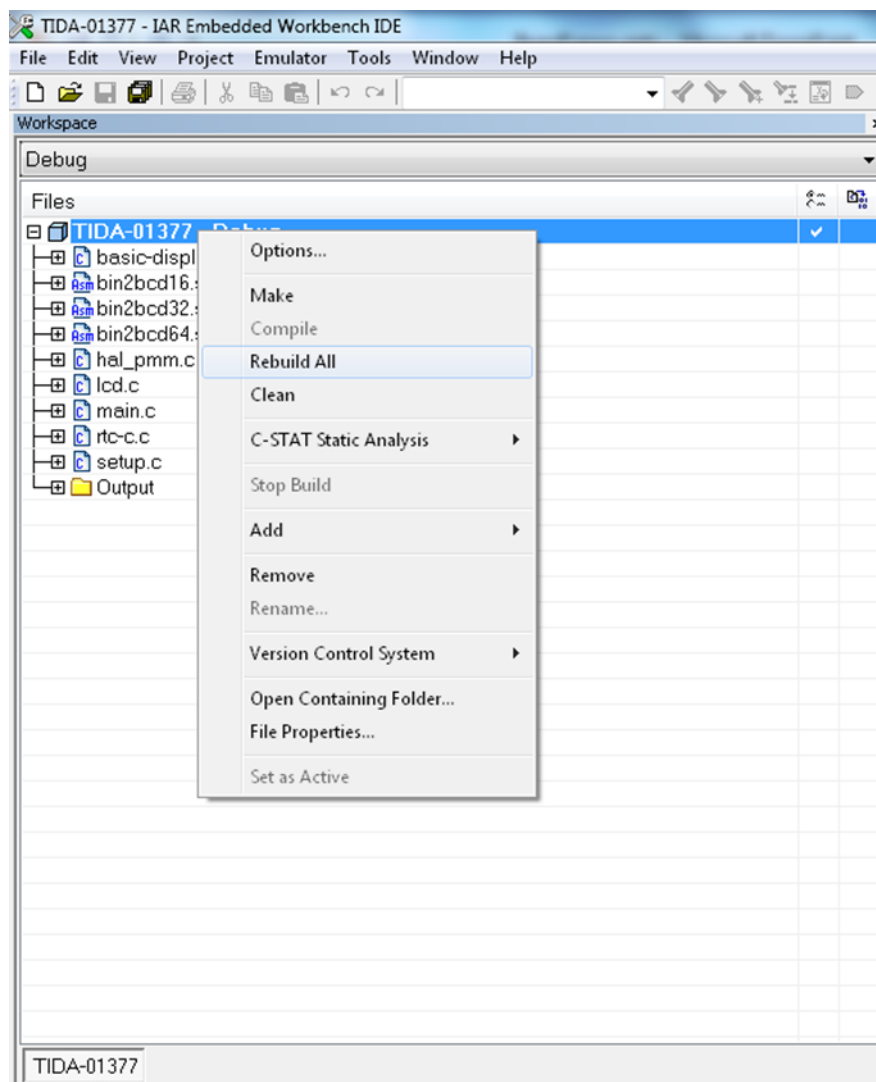 TIDA-01377 - IAR Embedded Workbench IDE
File Edit View Project Emulator Tools Window Help
Workspace
Debug
Files
TIDA-01377 - Debug
basic-displ
bin2bcd16.
bin2bcd32.
bin2bcd64.
hal_pmm.c
lcd.c
main.c
rtc-c.c
setup.c
Output
Options...
Make
Compile
Rebuild All
Clean
C-STAT Static Analysis
Stop Build
Add
Remove
Rename...
Version Control System
Open Containing Folder...
File Properties...
Set as Active
TIDA-01377